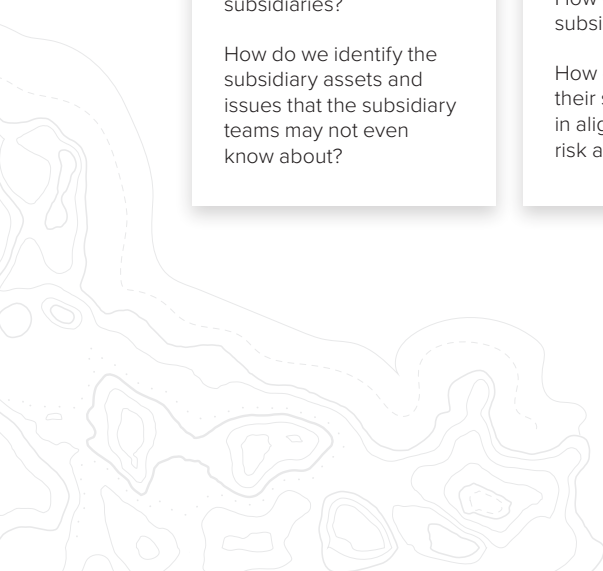 subsidiaries?
How do we identify the
subsidiary assets and
issues that the subsidiary
teams may not even
know about?
How
subsi
How
their s
in alig
risk a